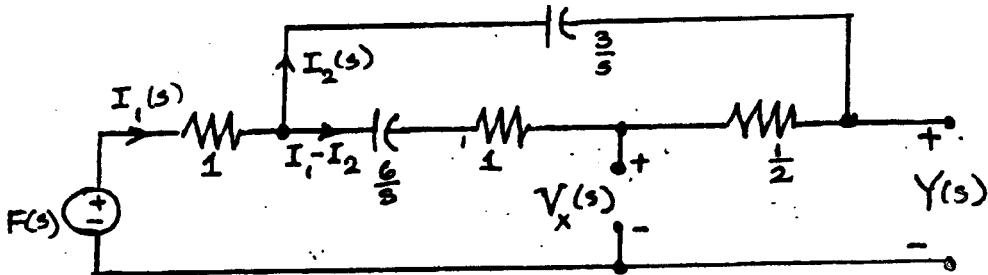 3/s
I₂(s)
I₁(s)
1
I₁-I₂
6/s
1
1/2
+
+
Vₓ(s)
-
F(s)
+
-
Y(s)
-